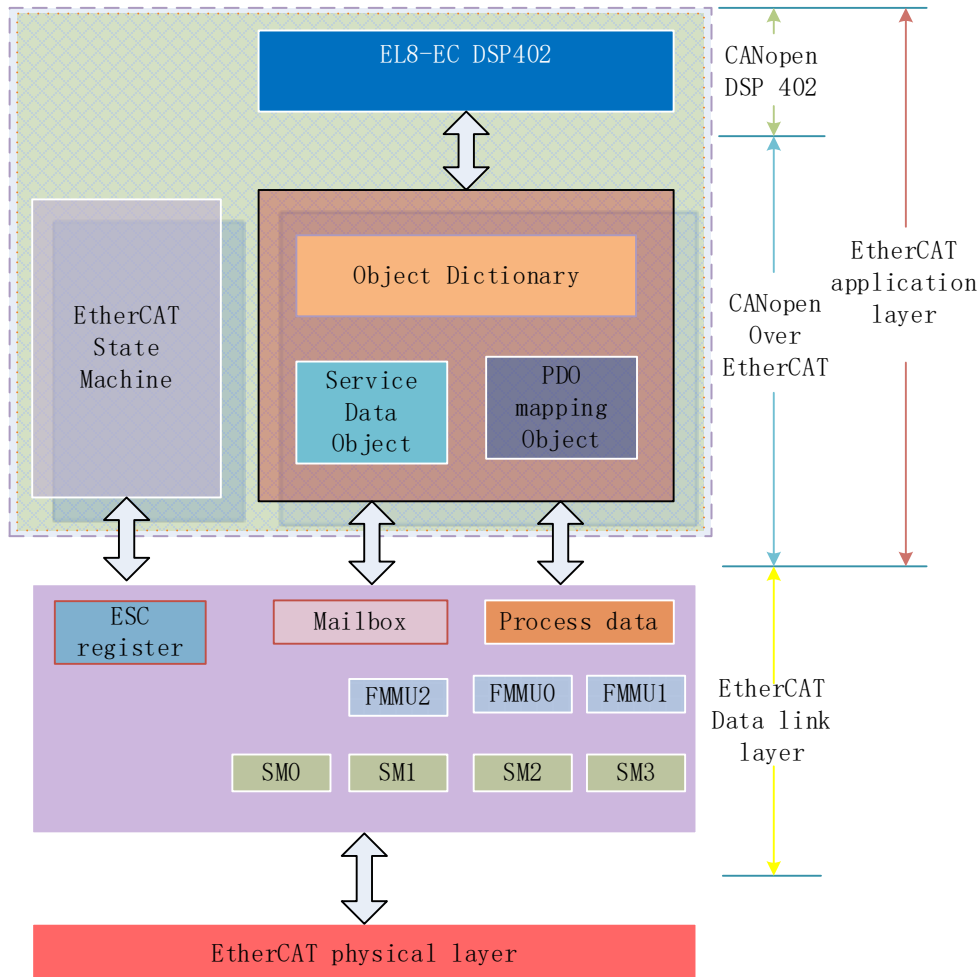 EL8-EC DSP402
CANopen
DSP 402
EtherCAT
State
Machine
Object Dictionary
Service
Data
Object
PDO
mapping
Object
CANopen
Over
EtherCAT
EtherCAT
application
layer
ESC
register
Mailbox
Process data
FMMU2
FMMU0
FMMU1
SM0
SM1
SM2
SM3
EtherCAT
Data link
layer
EtherCAT physical layer